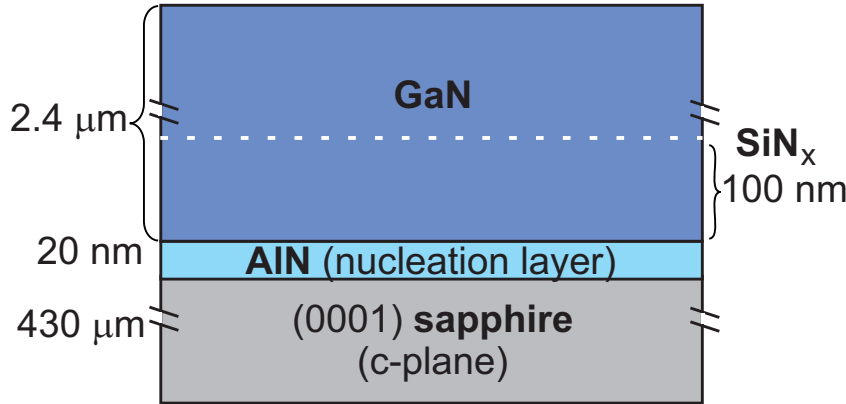 GaN
2.4 μm
SiNₓ
100 nm
20 nm
AlN (nucleation layer)
430 μm
(0001) sapphire
(c-plane)